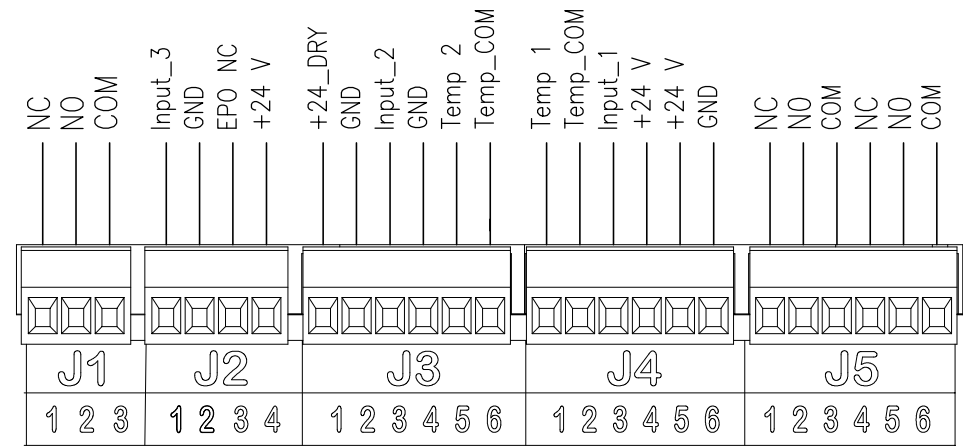 NC NO COM Input_3 GND EPO NC +24 V +24_DRY GND Input_2 GND Temp 2 Temp_COM Temp 1 Temp_COM Input_1 +24 V +24 V GND NC NO COM NC NO COM
J1 J2 J3 J4 J5
1 2 3 1 2 3 4 1 2 3 4 5 6 1 2 3 4 5 6 1 2 3 4 5 6